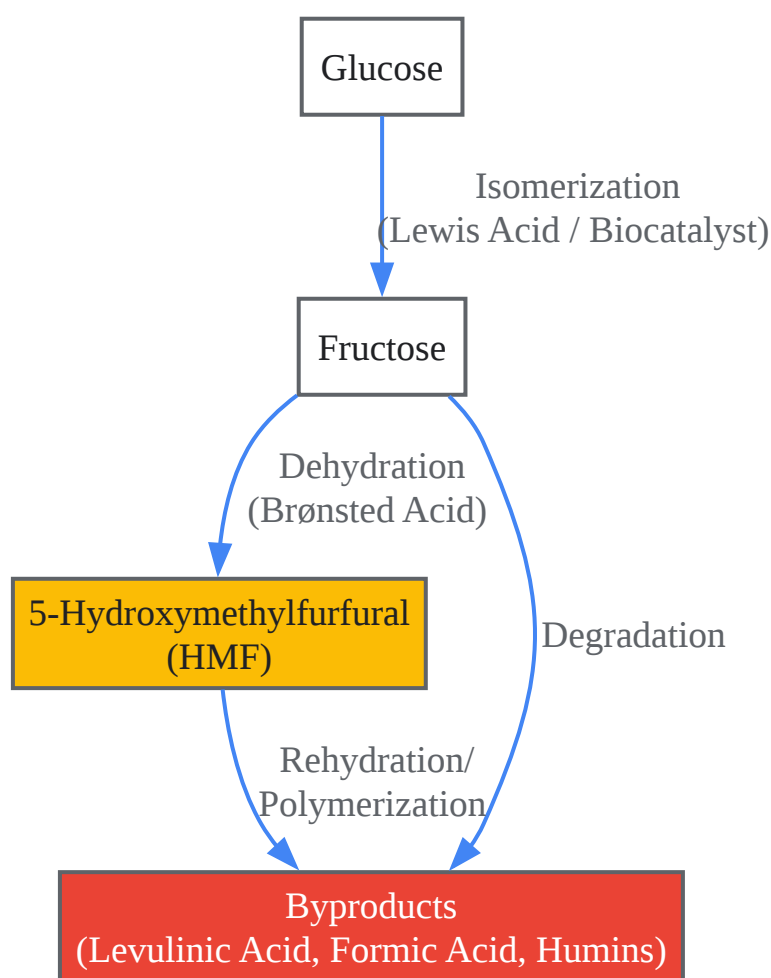 Glucose
Isomerization
(Lewis Acid / Biocatalyst)
Fructose
Dehydration
(Brønsted Acid)
5-Hydroxymethylfurfural
(HMF)
Degradation
Rehydration/
Polymerization
Byproducts
(Levulinic Acid, Formic Acid, Humins)